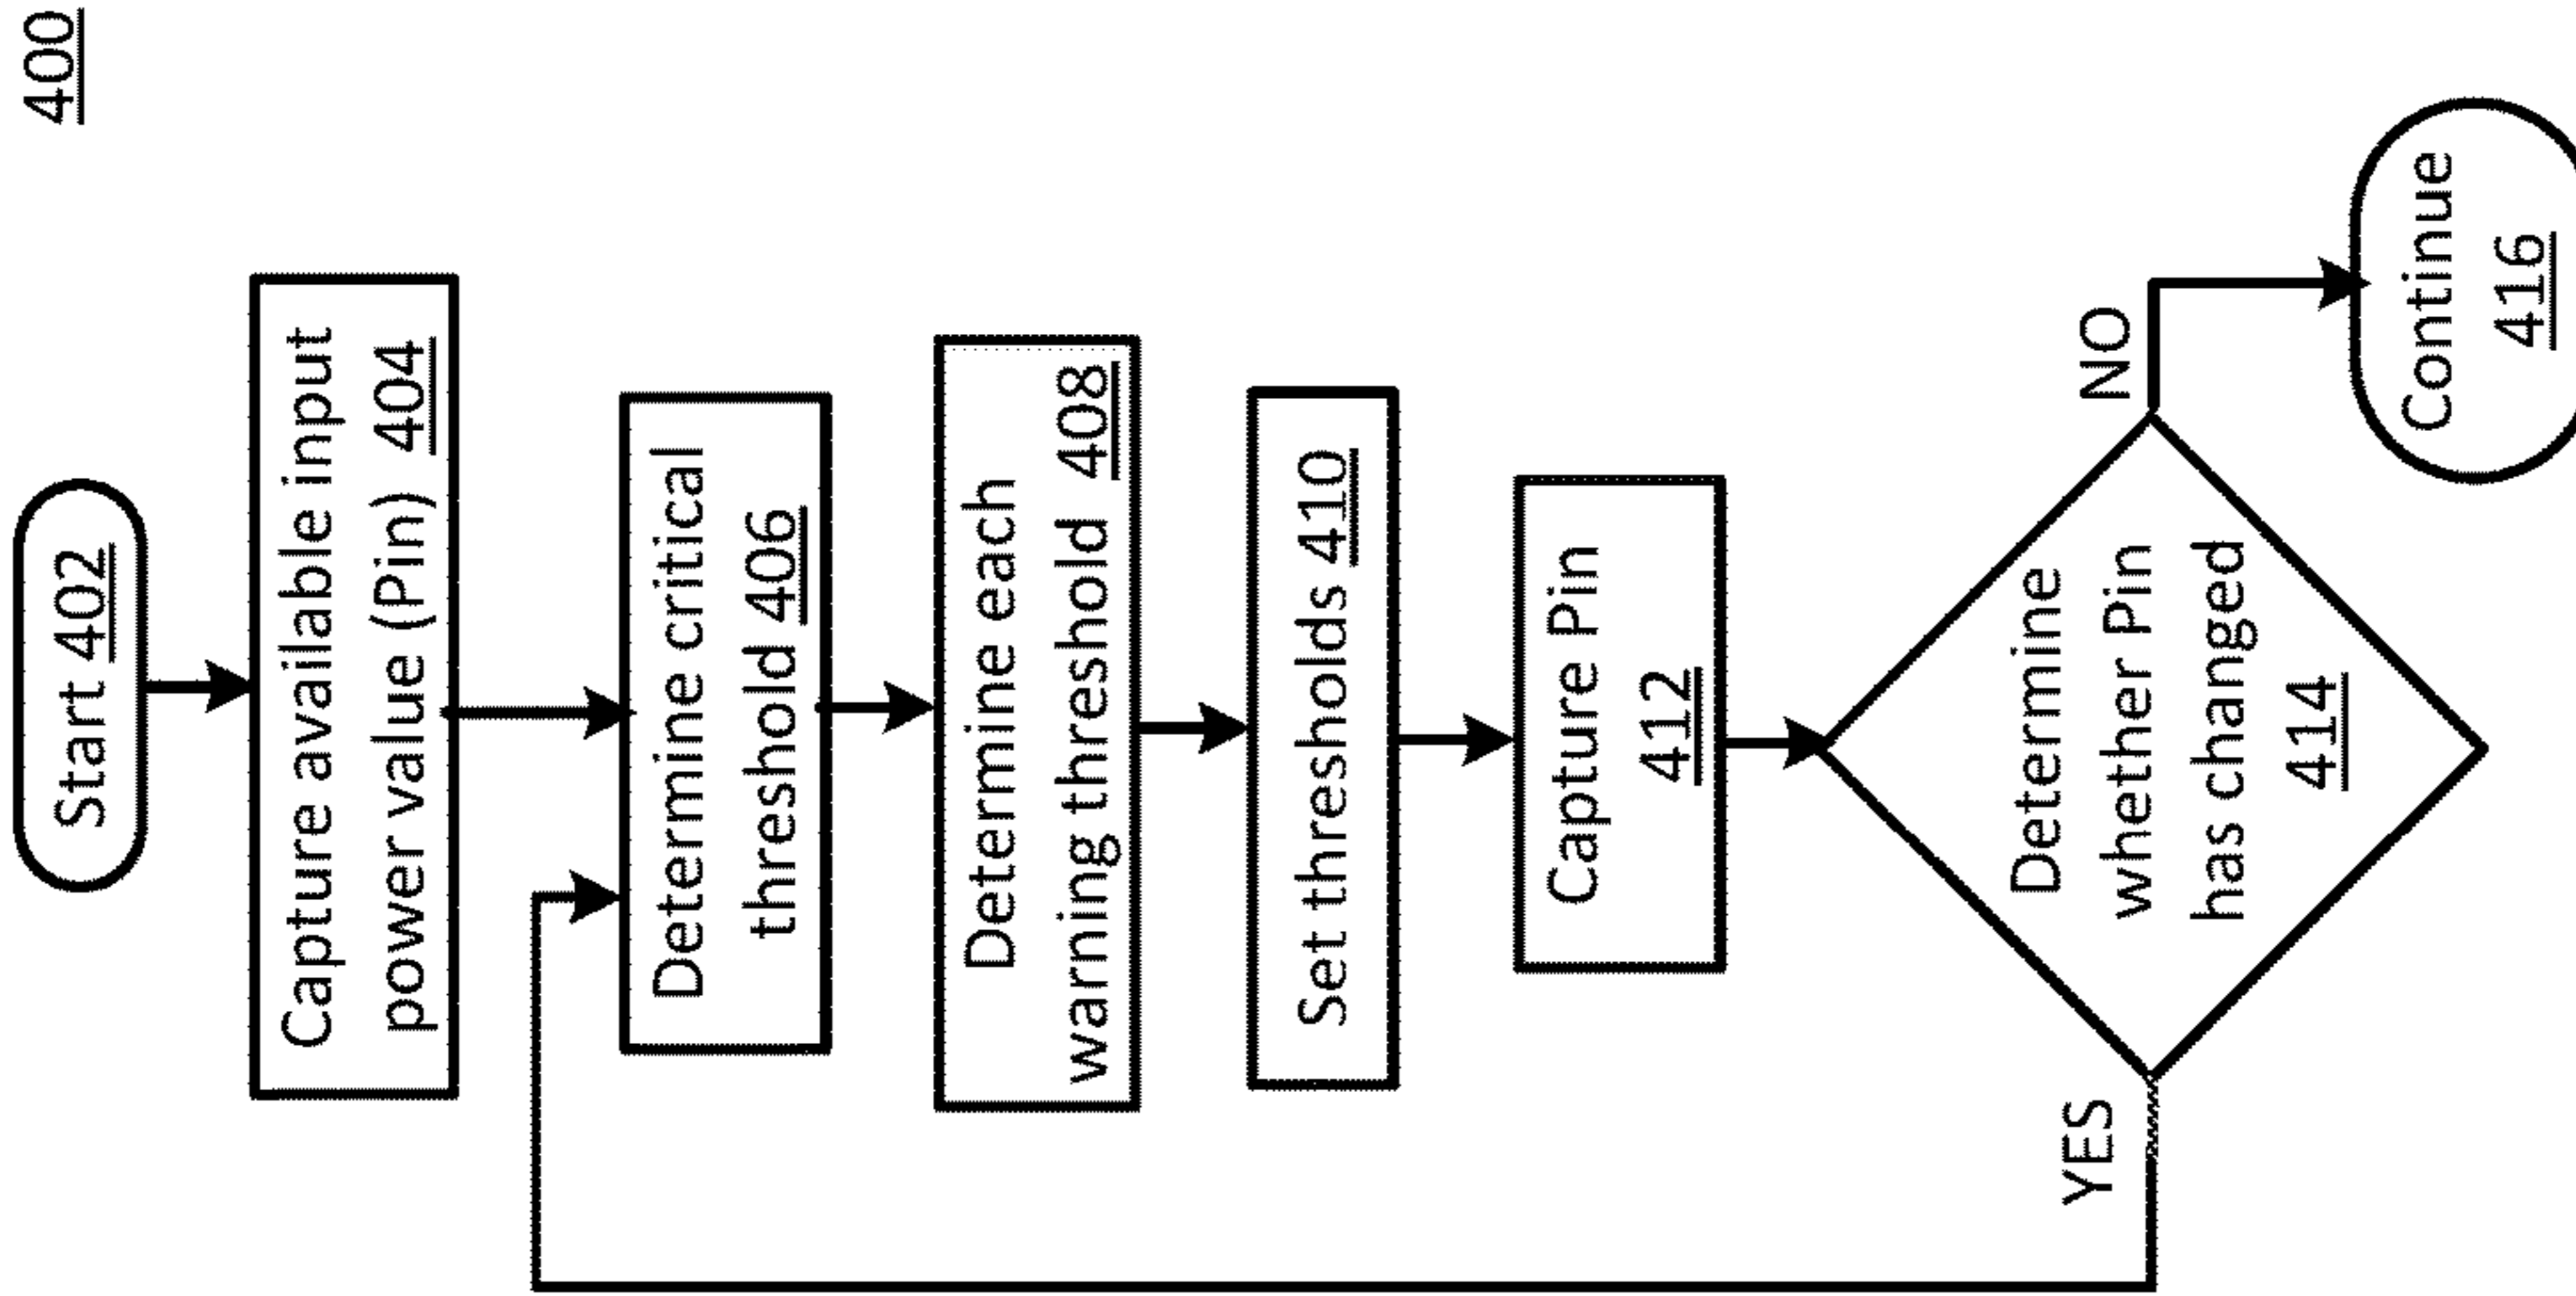 400
Start 402
Capture available input
power value (Pin) 404
Determine critical
threshold 406
Determine each
warning threshold 408
Set thresholds 410
Capture Pin
412
Determine
whether Pin
has changed
414
YES
NO
Continue
416